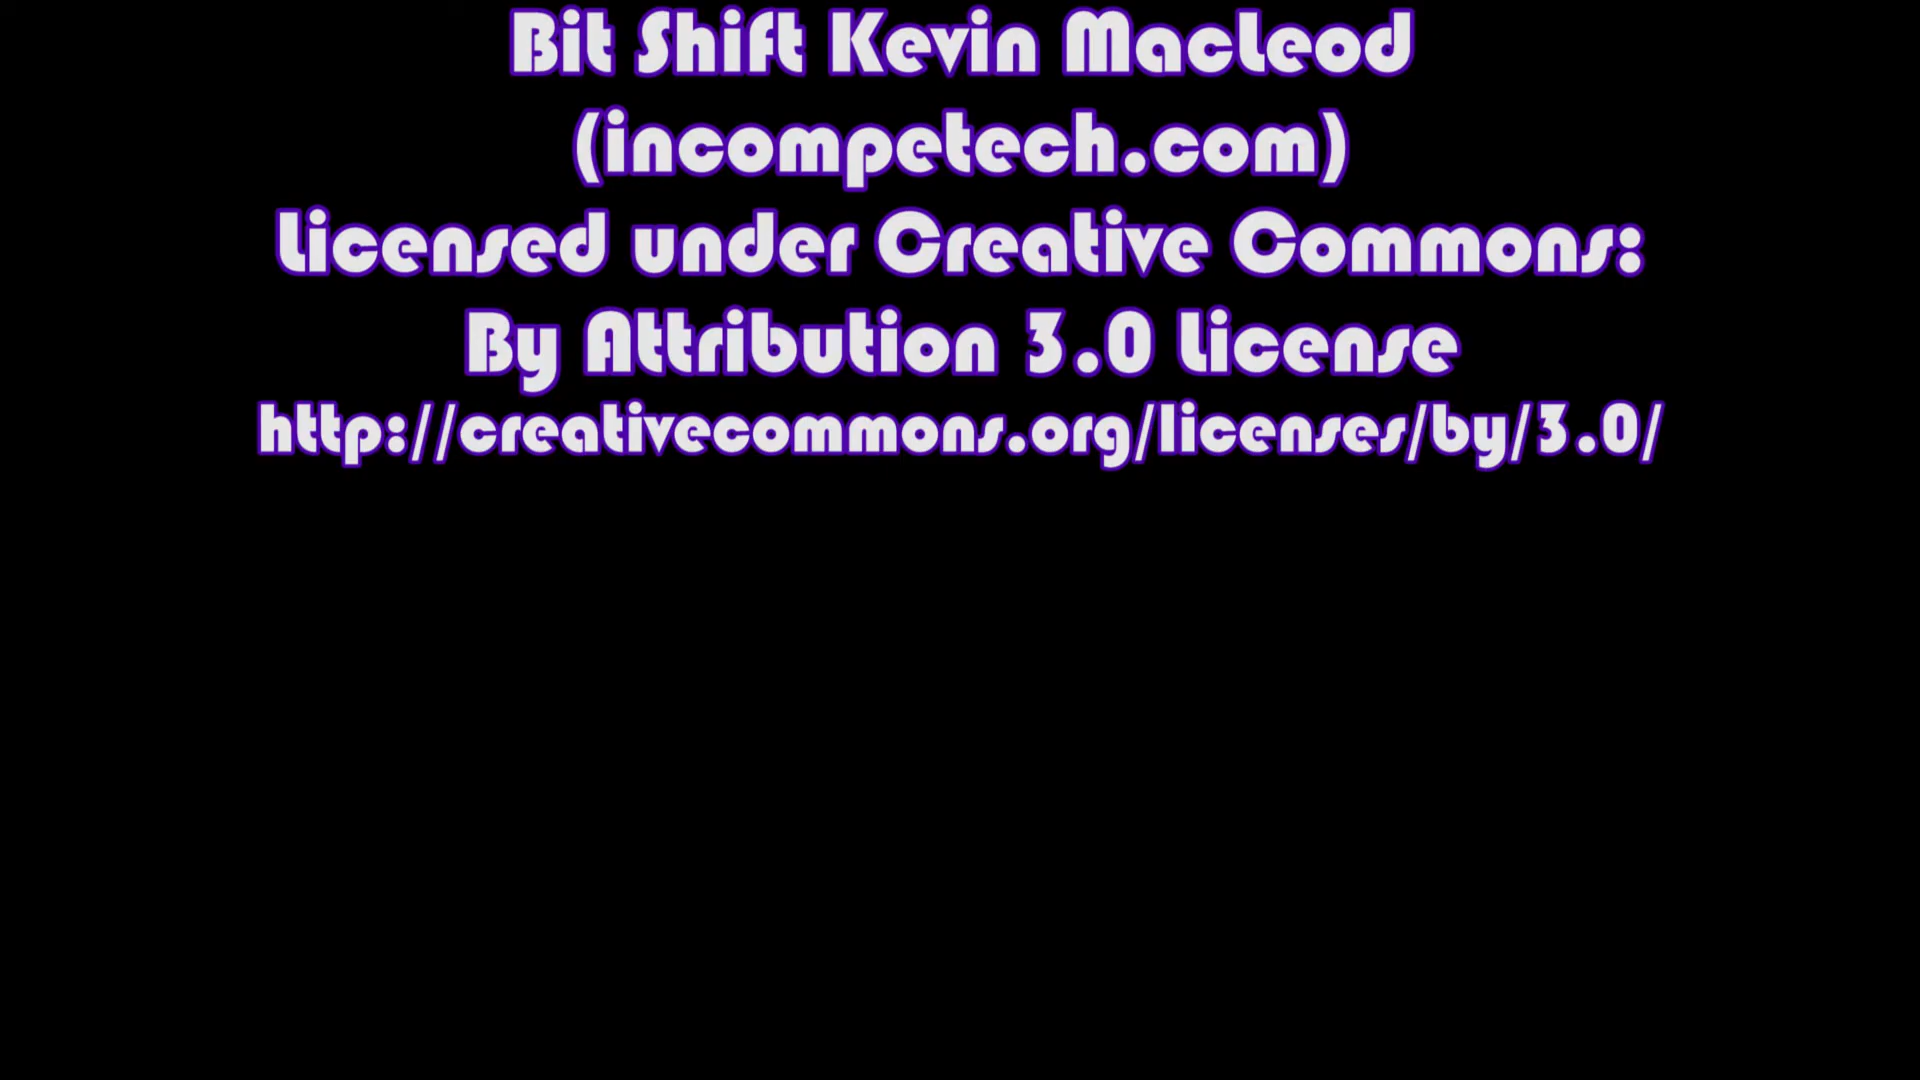 Bit Shift Kevin MacLeod
(incompetech.com)
Licensed under Creative Commons:
By Attribution 3.0 License
http://creativecommons.org/licenses/by/3.0/